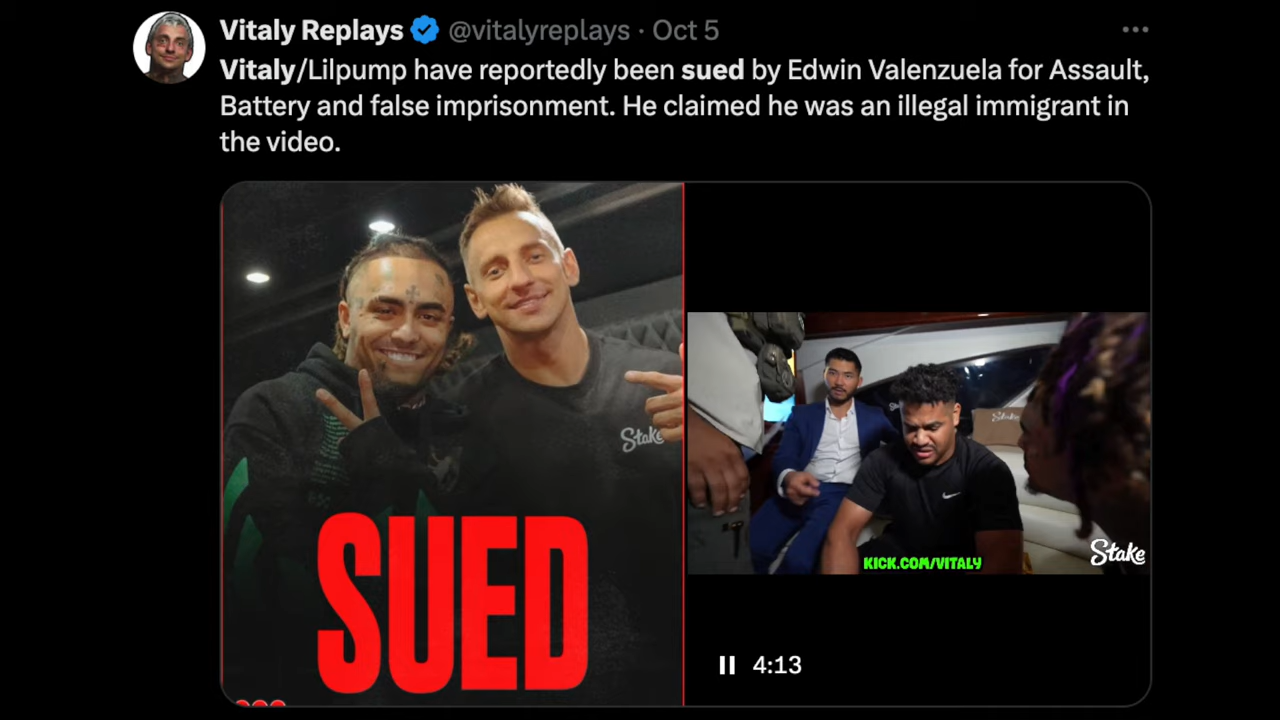 Vitaly Replays @vitalyreplays · Oct 5
Vitaly/Lilpump have reportedly been sued by Edwin Valenzuela for Assault,
Battery and false imprisonment. He claimed he was an illegal immigrant in
the video.
Stake
SUED
Stake
KICK.COM/VITALY
Stake
4:13